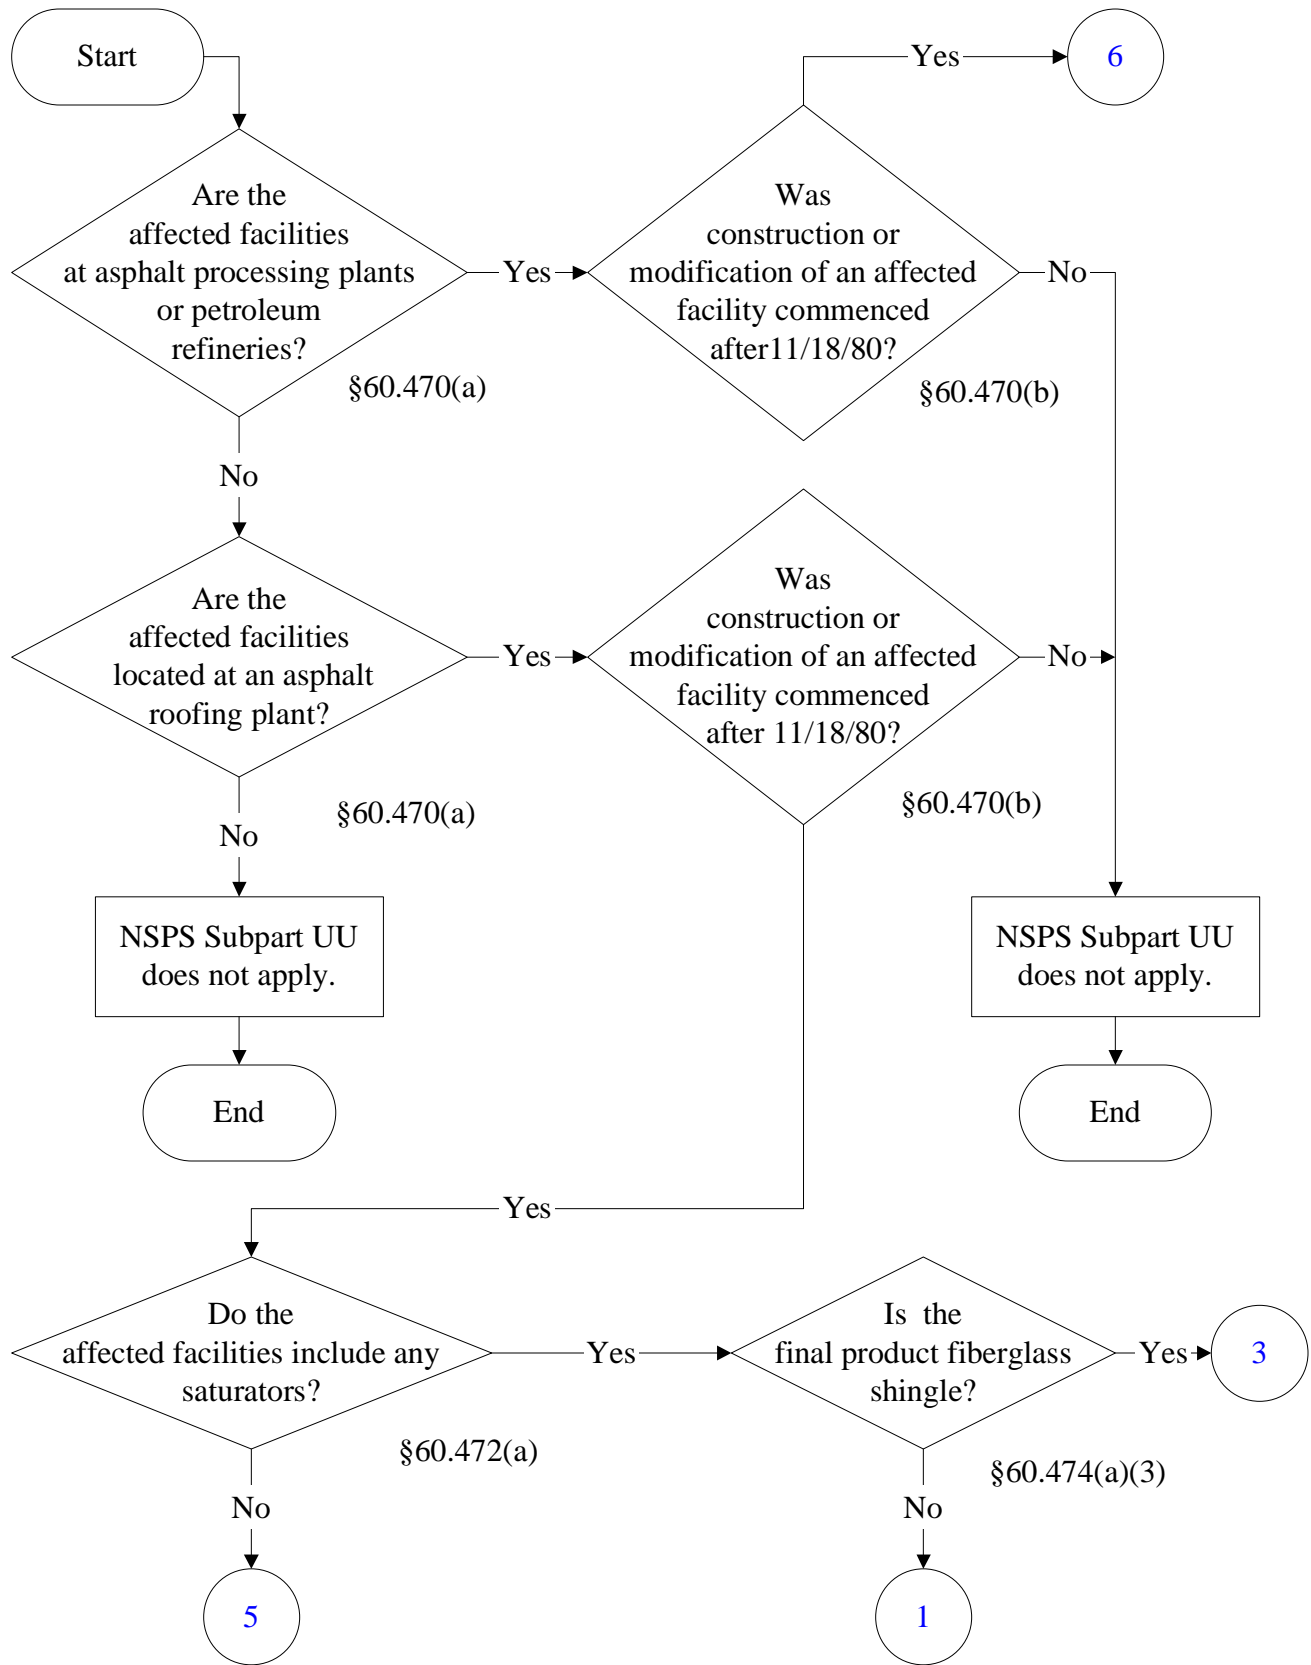 Start
Yes
6
Are the
affected facilities
at asphalt processing plants
or petroleum
refineries?
§60.470(a)
Yes
Was
construction or
modification of an affected
facility commenced
after11/18/80?
§60.470(b)
No
No
Are the
affected facilities
located at an asphalt
roofing plant?
§60.470(a)
Yes
Was
construction or
modification of an affected
facility commenced
after 11/18/80?
§60.470(b)
No
No
NSPS Subpart UU
does not apply.
NSPS Subpart UU
does not apply.
End
End
Yes
Do the
affected facilities include any
saturators?
§60.472(a)
Yes
Is  the
final product fiberglass
shingle?
§60.474(a)(3)
Yes
3
No
No
5
1